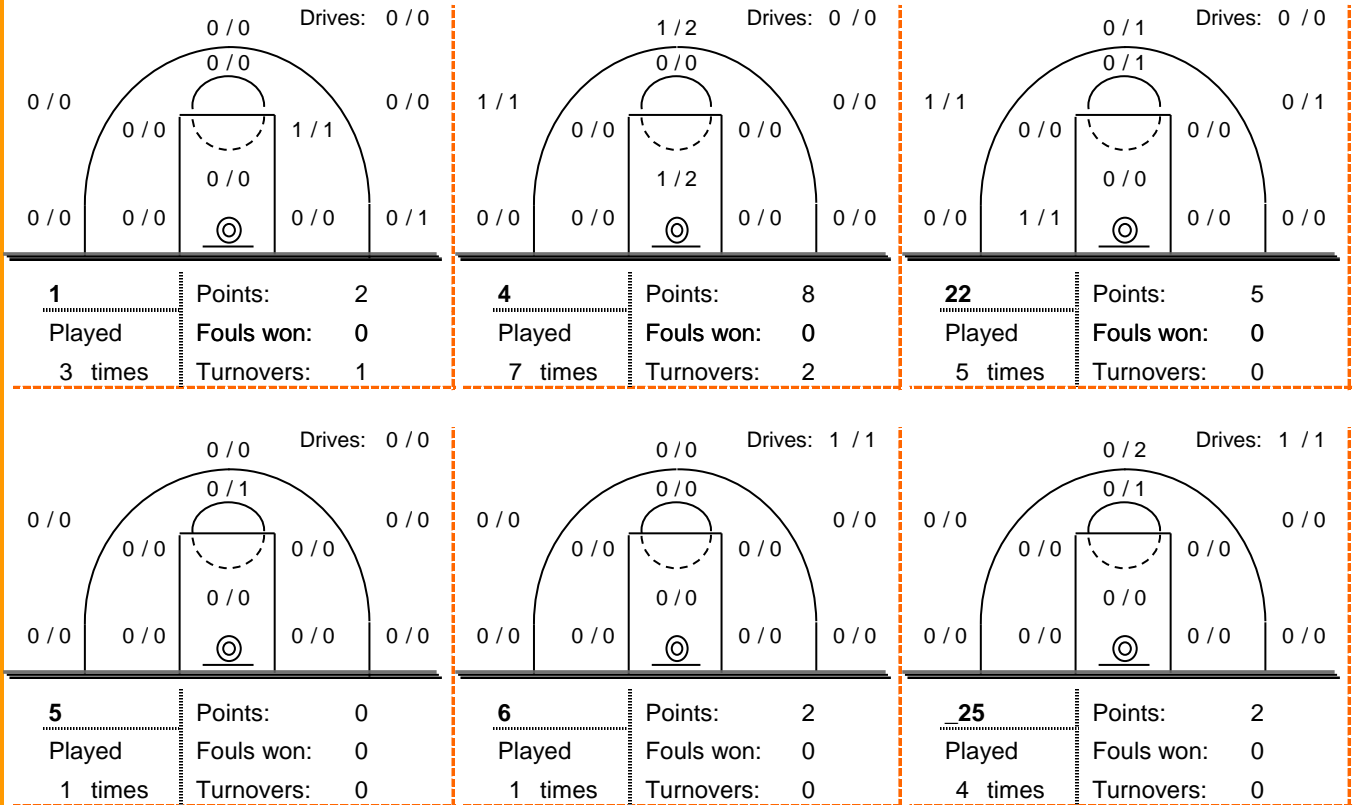 Drives: 0 / 0
0 / 0
0 / 0
0 / 0
0 / 0
0 / 0
1 / 1
0 / 0
0 / 0
0 / 0
0 / 0
0 / 1
1
Points: 2
Played
Fouls won: 0
3 times
Turnovers: 1
Drives: 0 / 0
1 / 2
0 / 0
1 / 1
0 / 0
0 / 0
0 / 0
1 / 2
0 / 0
0 / 0
0 / 0
0 / 0
4
Points: 8
Played
Fouls won: 0
7 times
Turnovers: 2
Drives: 0 / 0
0 / 1
0 / 1
1 / 1
0 / 1
0 / 0
0 / 0
0 / 0
0 / 0
1 / 1
0 / 0
0 / 0
22
Points: 5
Played
Fouls won: 0
5 times
Turnovers: 0
Drives: 0 / 0
0 / 0
0 / 1
0 / 0
0 / 0
0 / 0
0 / 0
0 / 0
0 / 0
0 / 0
0 / 0
0 / 0
5
Points: 0
Played
Fouls won: 0
1 times
Turnovers: 0
Drives: 1 / 1
0 / 0
0 / 0
0 / 0
0 / 0
0 / 0
0 / 0
0 / 0
0 / 0
0 / 0
0 / 0
0 / 0
6
Points: 2
Played
Fouls won: 0
1 times
Turnovers: 0
Drives: 1 / 1
0 / 2
0 / 1
0 / 0
0 / 0
0 / 0
0 / 0
0 / 0
0 / 0
0 / 0
0 / 0
0 / 0
_25
Points: 2
Played
Fouls won: 0
4 times
Turnovers: 0